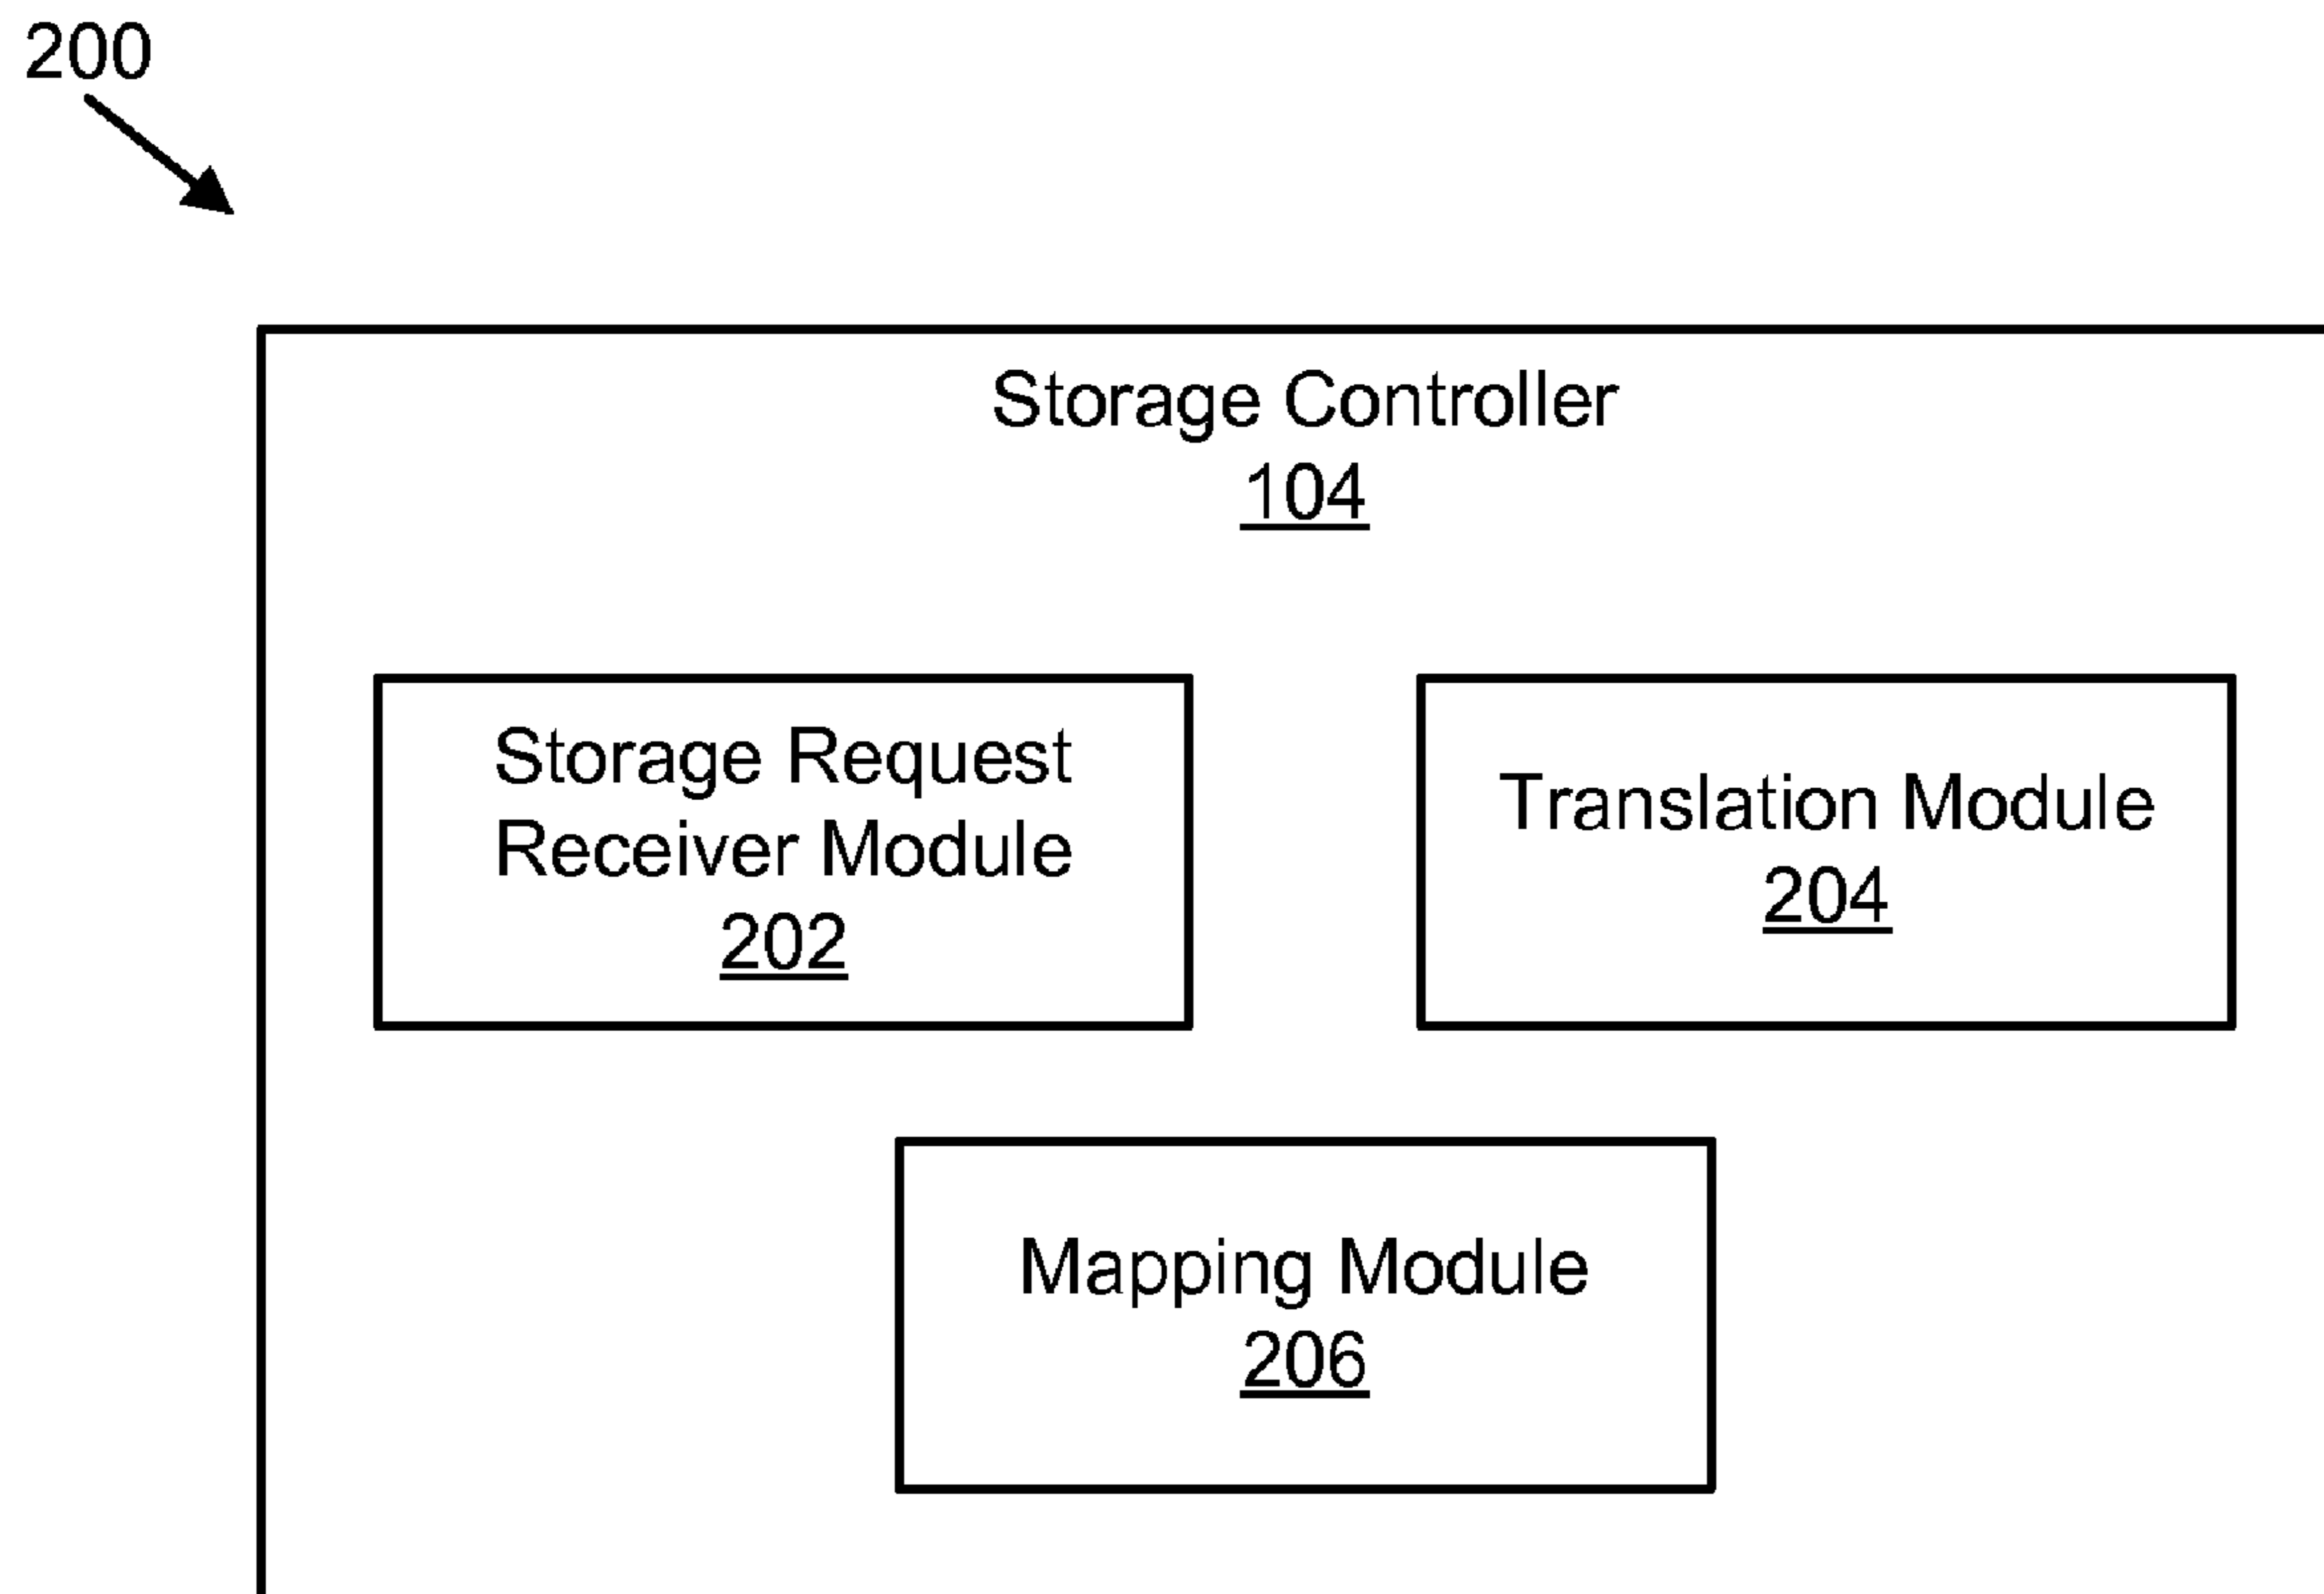 200
Storage Controller
104
Storage Request
Receiver Module
202
Translation Module
204
Mapping Module
206